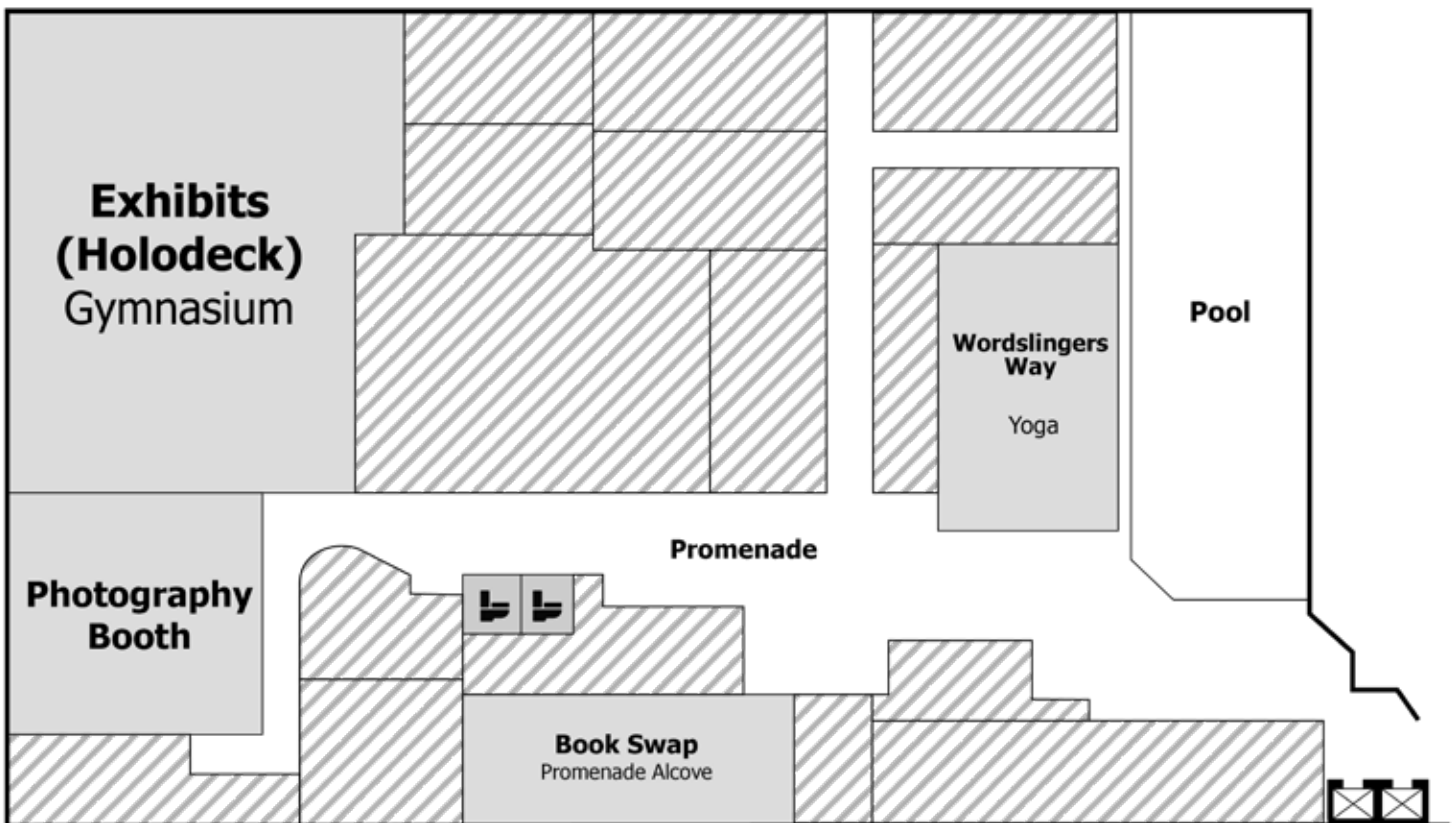 Exhibits
(Holodeck)
Gymnasium
Pool
Wordslingers
Way
Yoga
Promenade
Photography
Booth
Book Swap
Promenade Alcove